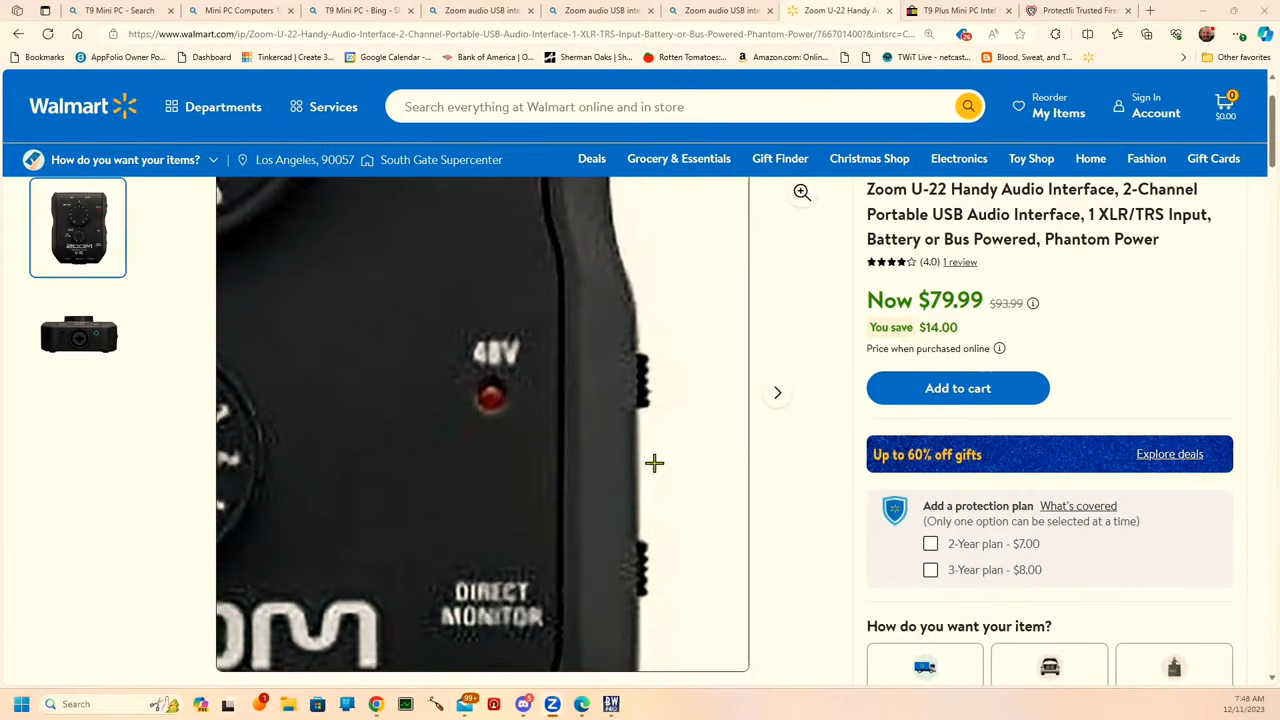 T9 Mini PC - Search
Mini PC Computers 1
T9 Mini PC - Bing - S
Zoom audio USB inte
Zoom audio USB inte
Zoom audio USB inte
Zoom U-22 Handy Au
T9 Plus Mini PC Intel
Protectli: Trusted Fire
https://www.walmart.com/ip/Zoom-U-22-Handy-Audio-Interface-2-Channel-Portable-USB-Audio-Interface-1-XLR-TRS-Input-Battery-or-Bus-Powered-Phantom-Power/766701400?&intsrc=C...
26
Bookmarks
AppFolio Owner Po...
Dashboard
Tinkercad | Create 3...
Google Calendar -...
Bank of America | O...
Sherman Oaks | Sh...
Rotten Tomatoes:...
Amazon.com: Onlin...
TWiT Live - netcast...
Blood, Sweat, and T...
Other favorites
Walmart
Departments
Services
Search everything at Walmart online and in store
Reorder
My Items
Sign In
Account
0
$0.00
How do you want your items?
Los Angeles, 90057
South Gate Supercenter
Deals
Grocery & Essentials
Gift Finder
Christmas Shop
Electronics
Toy Shop
Home
Fashion
Gift Cards
ZOOM
48V
DIRECT
MONITOR
OM
Zoom U-22 Handy Audio Interface, 2-Channel
Portable USB Audio Interface, 1 XLR/TRS Input,
Battery or Bus Powered, Phantom Power
(4.0) 1 review
Now $79.99 $93.99
You save $14.00
Price when purchased online
Add to cart
Up to 60% off gifts
Explore deals
Add a protection plan What's covered
(Only one option can be selected at a time)
2-Year plan - $7.00
3-Year plan - $8.00
How do you want your item?
Search
1
99+
5
7:48 AM
12/11/2023